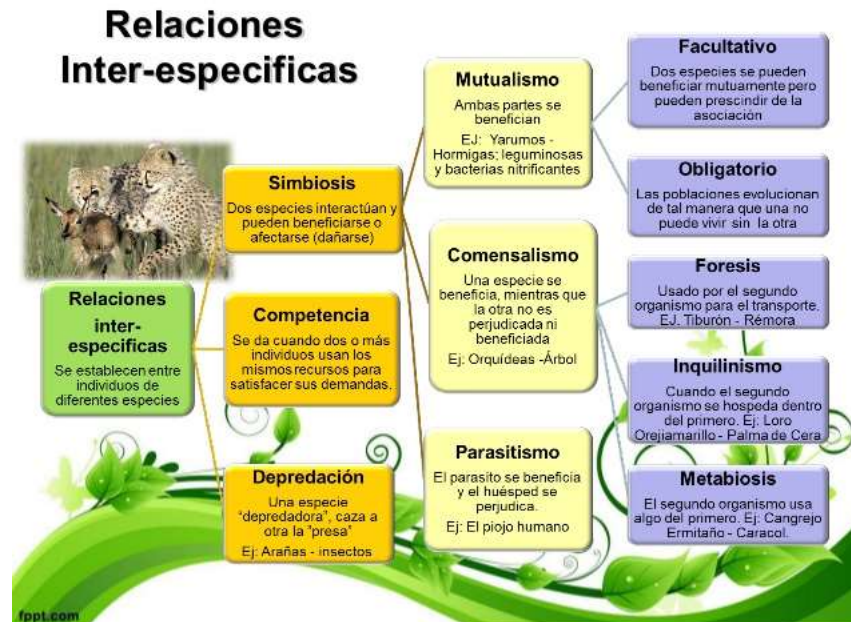 Relaciones
Inter-especificas
Relaciones
inter-
especificas
Se establecen entre
individuos de
diferentes especies
Simbiosis
Dos especies interactúan y
pueden beneficiarse o
afectarse (dañarse)
Competencia
Se da cuando dos o más
individuos usan los
mismos recursos para
satisfacer sus demandas.
Depredación
Una especie
"depredadora", caza a
otra la "presa"
Ej: Arañas - insectos
Mutualismo
Ambas partes se
benefician
EJ: Yarumos -
Hormigas; leguminosas
y bacterias nitrificantes
Comensalismo
Una especie se
beneficia, mientras que
la otra no es
perjudicada ni
beneficiada
Ej: Orquídeas -Árbol
Parasitismo
El parasito se beneficia
y el huésped se
perjudica.
Ej: El piojo humano
Facultativo
Dos especies se pueden
beneficiar mutuamente pero
pueden prescindir de la
asociación
Obligatorio
Las poblaciones evolucionan
de tal manera que una no
puede vivir sin la otra
Foresis
Usado por el segundo
organismo para el transporte.
EJ. Tiburón - Rémora
Inquilinismo
Cuando el segundo
organismo se hospeda dentro
del primero. Ej: Loro
Orejiamarillo - Palma de Cera
Metabiosis
El segundo organismo usa
algo del primero. Ej: Cangrejo
Ermitaño - Caracol.
fppt.com